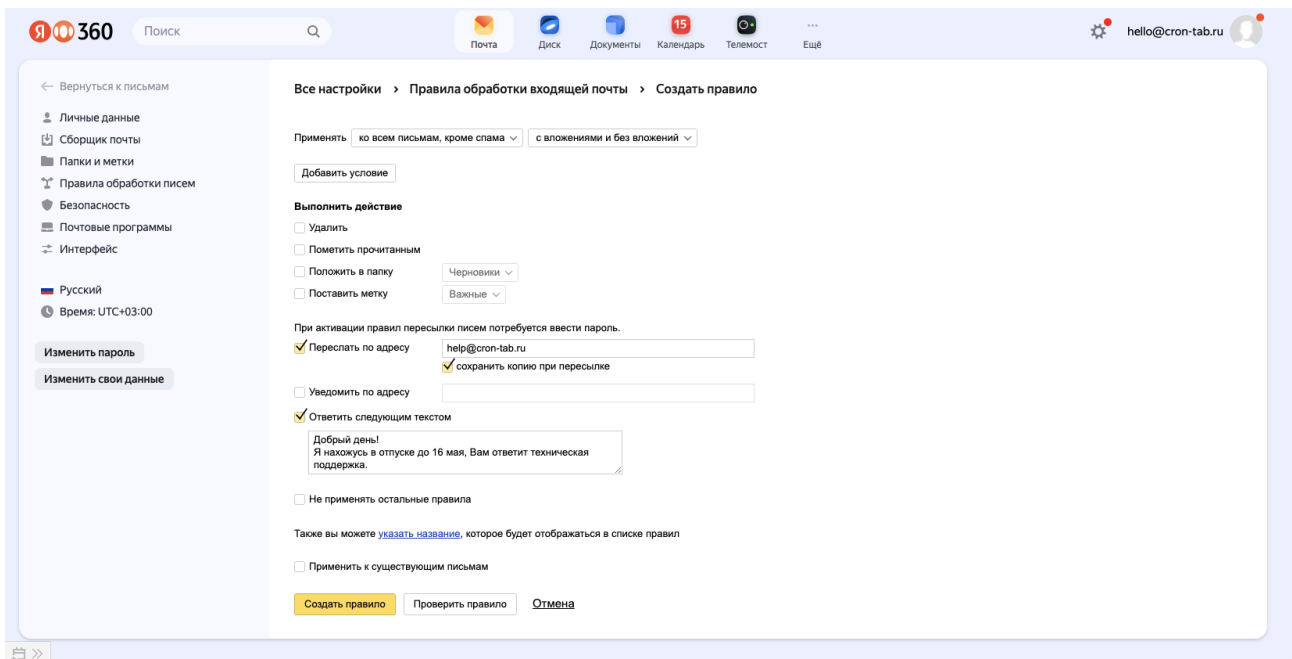 Я 360
Поиск
Почта
Диск
Документы
15
Календарь
Телемост
Ещё
hello@cron-tab.ru
Вернуться к письмам
Личные данные
Сборщик почты
Папки и метки
Правила обработки писем
Безопасность
Почтовые программы
Интерфейс
Русский
Время: UTC+03:00
Изменить пароль
Изменить свои данные
Все настройки › Правила обработки входящей почты › Создать правило
Применять ко всем письмам, кроме спама с вложениями и без вложений
Добавить условие
Выполнить действие
Удалить
Пометить прочитанным
Положить в папку Черновики
Поставить метку Важные
При активации правил пересылки писем потребуется ввести пароль.
Переслать по адресу help@cron-tab.ru
сохранить копию при пересылке
Уведомить по адресу
Ответить следующим текстом
Добрый день!
Я нахожусь в отпуске до 16 мая, Вам ответит техническая
поддержка.
Не применять остальные правила
Также вы можете указать название, которое будет отображаться в списке правил
Применить к существующим письмам
Создать правило
Проверить правило
Отмена